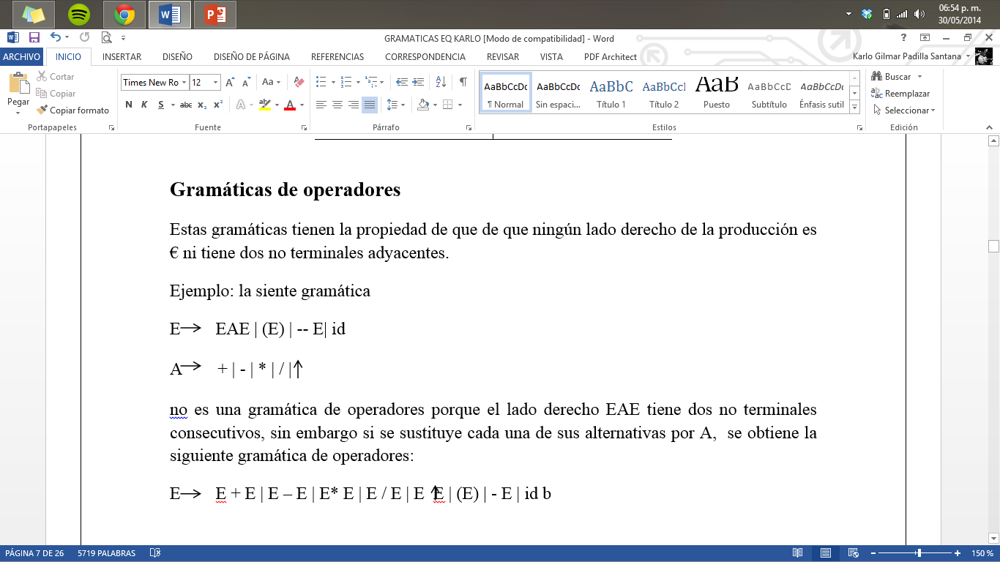 06:54 p. m.
30/05/2014
GRAMATICAS EQ KARLO [Modo de compatibilidad] - Word
ARCHIVO INICIO INSERTAR DISEÑO DISEÑO DE PÁGINA REFERENCIAS CORRESPONDENCIA REVISAR VISTA PDF Architect Karlo Gilmar Padilla Santana
Pegar
Cortar
Copiar
Copiar formato
Portapapeles
Times New Ro 12
N K S abc x₂ x²
Fuente
Párrafo
AaBbCcDc AaBbCcDc AaBbC AaBbCcI AaB AaBbCcD AaBbCcDc
¶ Normal Sin espaci... Título 1 Título 2 Puesto Subtítulo Énfasis sutil
Estilos
Buscar
Reemplazar
Seleccionar
Edición
Gramáticas de operadores
Estas gramáticas tienen la propiedad de que de que ningún lado derecho de la producción es
€ ni tiene dos no terminales adyacentes.
Ejemplo: la siente gramática
E→ EAE | (E) | -- E| id
A→ + | - | * | / |↑
no es una gramática de operadores porque el lado derecho EAE tiene dos no terminales
consecutivos, sin embargo si se sustituye cada una de sus alternativas por A,  se obtiene la
siguiente gramática de operadores:
E→ E + E | E – E | E* E | E / E | E ↑E | (E) | - E | id b
PÁGINA 7 DE 26 5719 PALABRAS 150 %